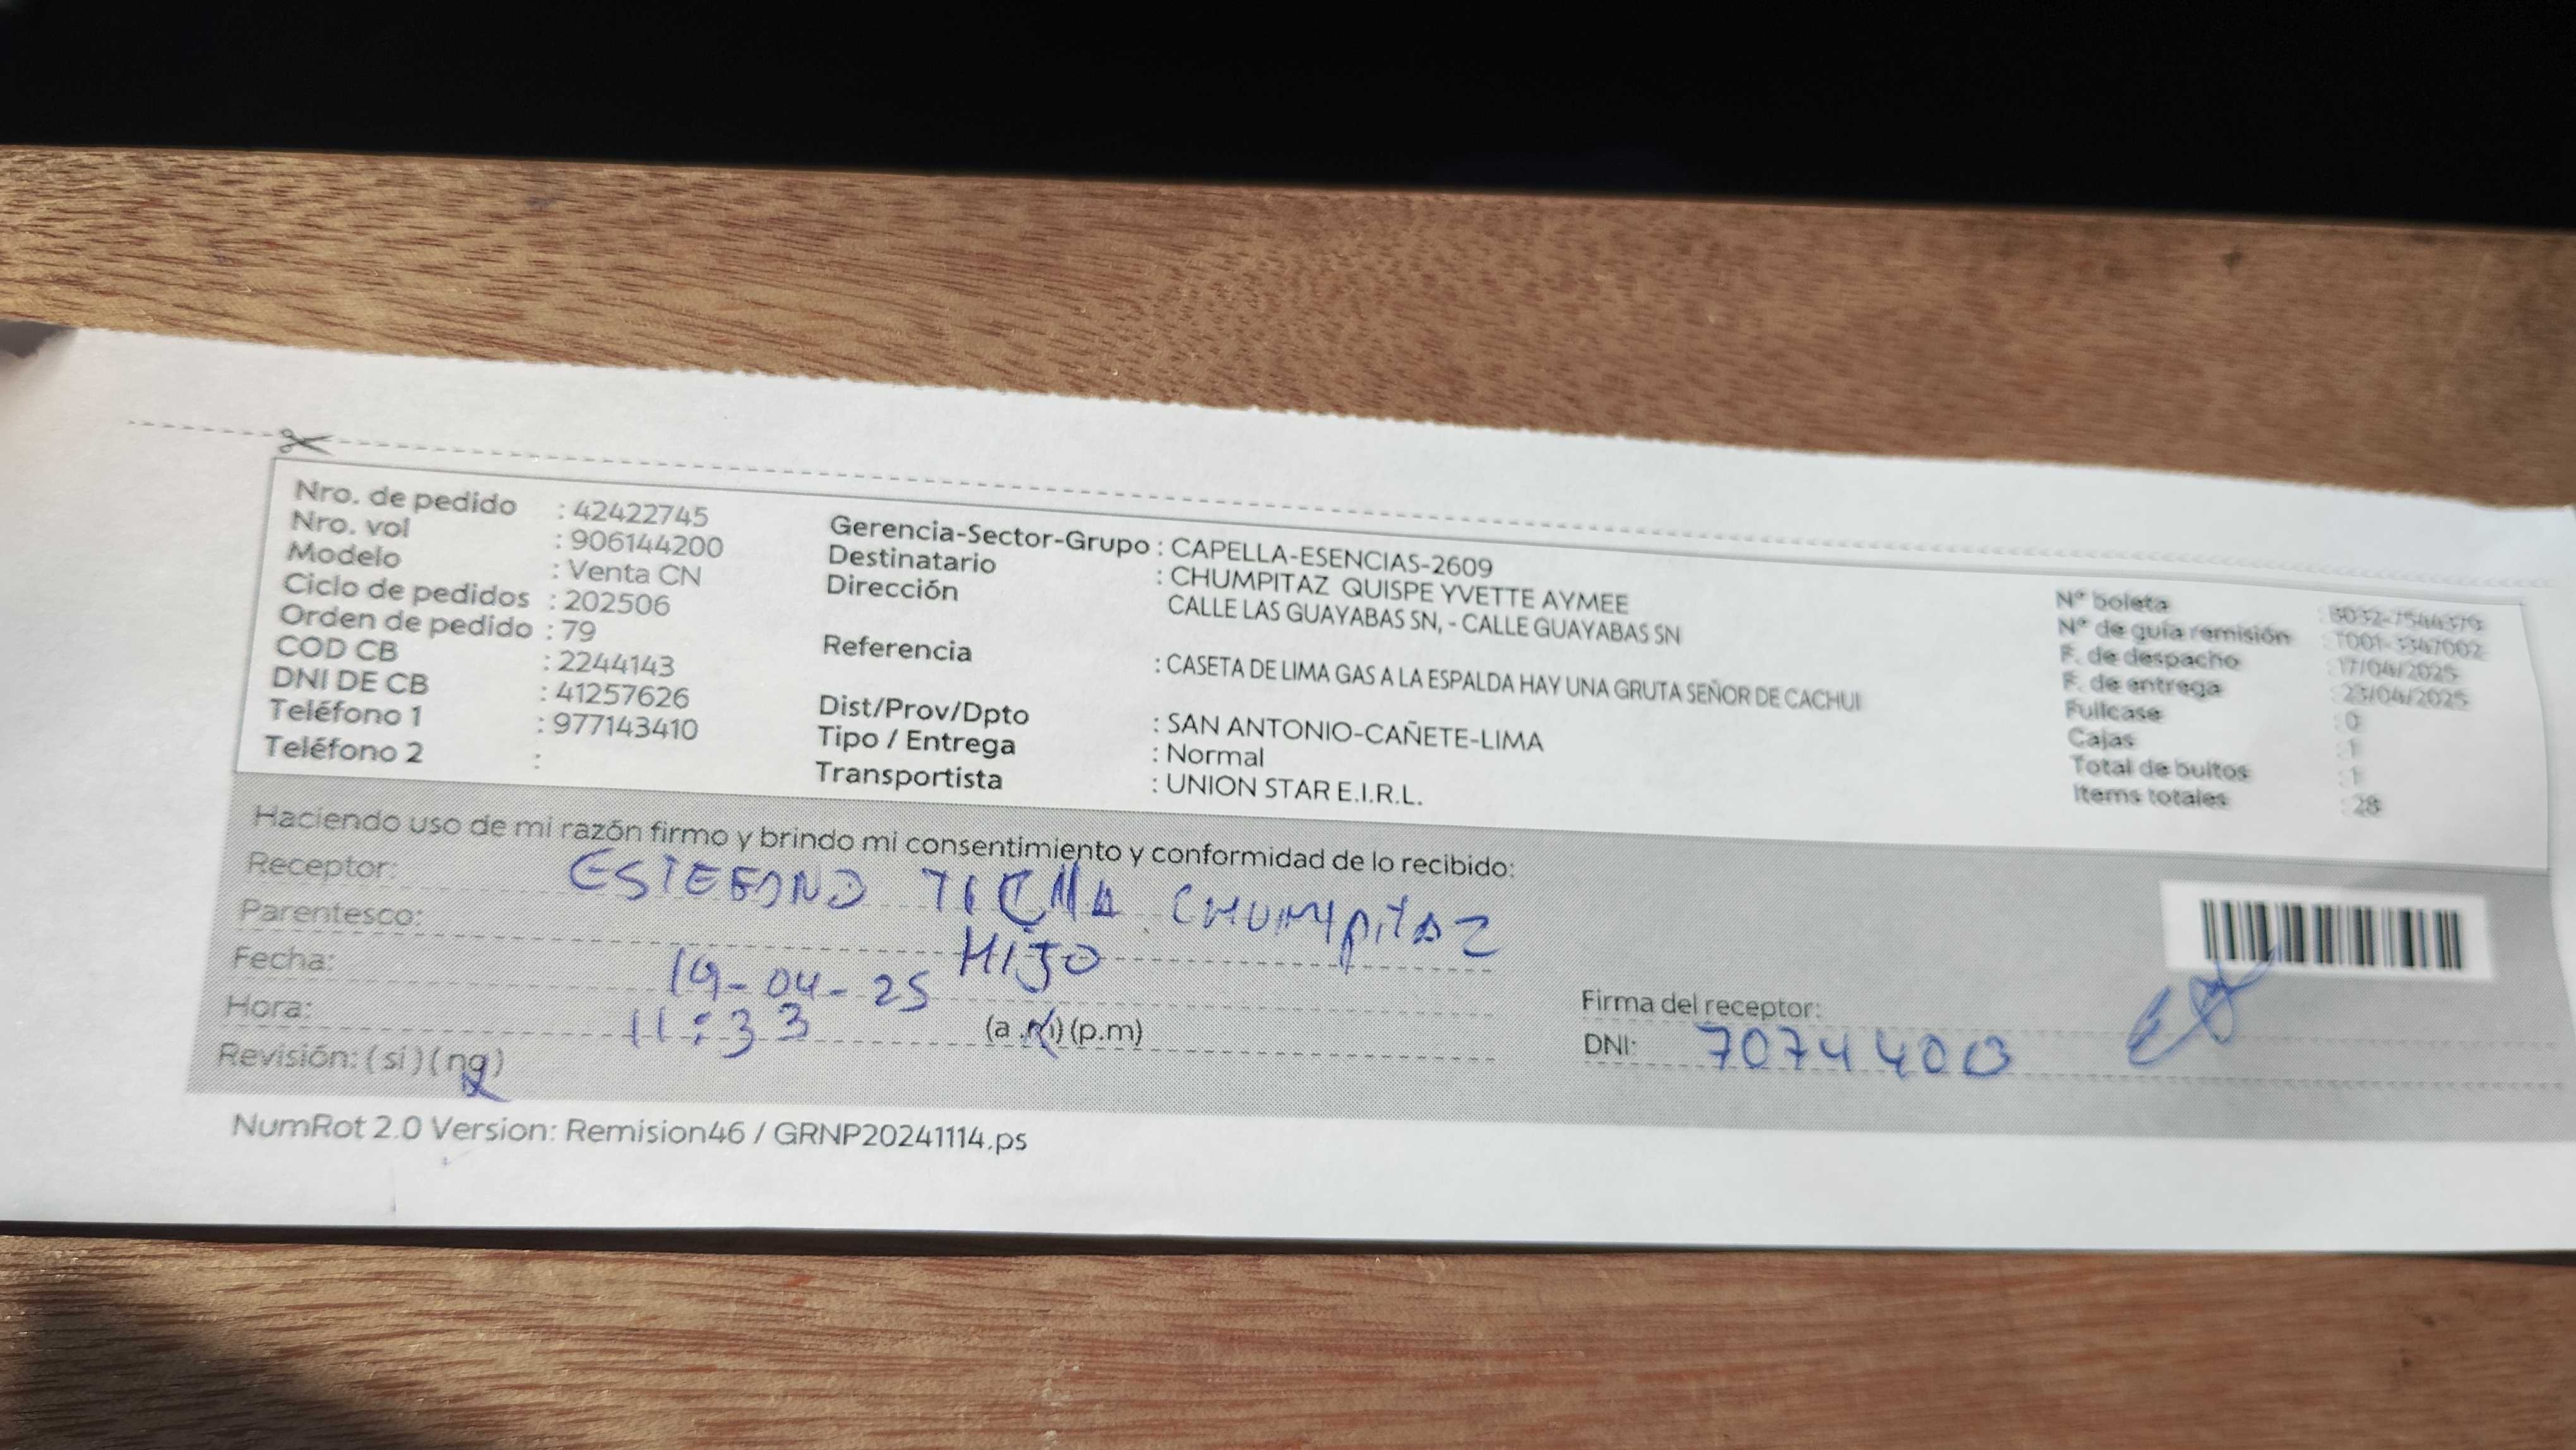 Nro. de pedido : 42422745
Nro. vol : 906144200
Modelo : Venta CN
Ciclo de pedidos : 202506
Orden de pedido : 79
COD CB : 2244143
DNI DE CB : 41257626
Teléfono 1 : 977143410
Teléfono 2 :
Gerencia-Sector-Grupo : CAPELLA-ESENCIAS-2609
Destinatario : CHUMPITAZ QUISPE YVETTE AYMEE
Dirección CALLE LAS GUAYABAS SN, - CALLE GUAYABAS SN
Referencia : CASETA DE LIMA GAS A LA ESPALDA HAY UNA GRUTA SEÑOR DE CACHUI
Dist/Prov/Dpto : SAN ANTONIO-CAÑETE-LIMA
Tipo / Entrega : Normal
Transportista : UNION STAR E.I.R.L.
N° boleta
N° de guía remisión
F. de despacho : 17/04/2025
F. de entrega : 23/04/2025
Fullcase : 0
Cajas : 1
Total de bultos : 1
Items totales : 28
Haciendo uso de mi razón firmo y brindo mi consentimiento y conformidad de lo recibido:
Receptor: CHUMPITAZ
Parentesco: HIJO
Fecha: 19-04-25
Hora: 11:33 (a.m) (p.m)
Revisión: (si) (no)
Firma del receptor:
DNI:
NumRot 2.0 Version: Remision46 / GRNP20241114.ps